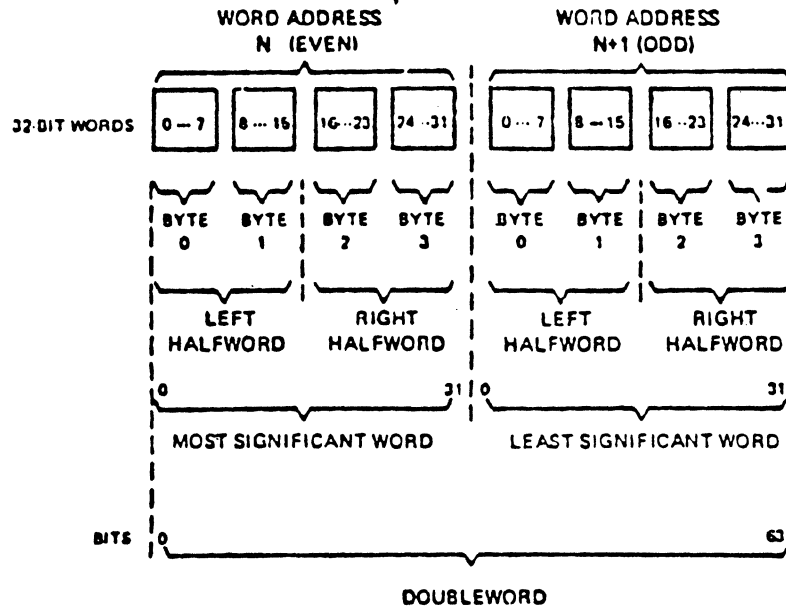 WORD ADDRESS WORD ADDRESS
N (EVEN) N+1 (ODD)
32-BIT WORDS 0---7 8---15 16--23 24--31 0---7 8---15 16--23 24--31
BYTE BYTE BYTE BYTE BYTE BYTE BYTE BYTE
0 1 2 3 0 1 2 3
LEFT RIGHT LEFT RIGHT
HALFWORD HALFWORD HALFWORD HALFWORD
0 31 0 31
MOST SIGNIFICANT WORD LEAST SIGNIFICANT WORD
BITS 0 63
DOUBLEWORD